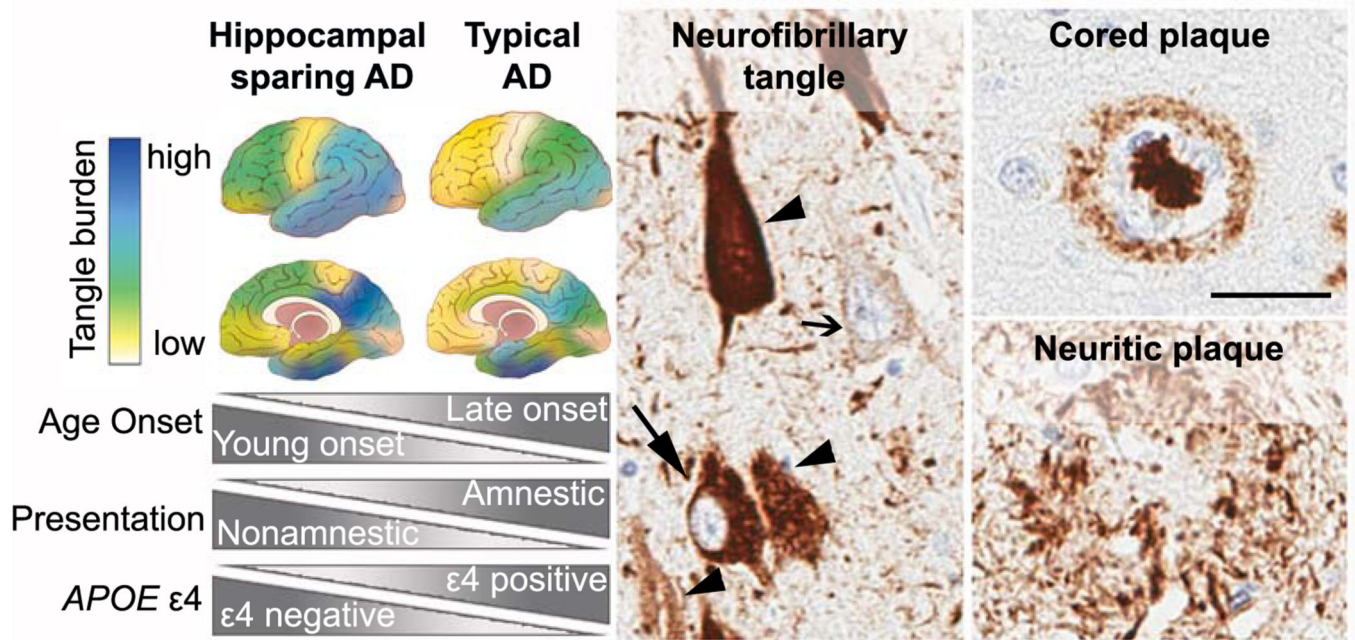 Hippocampal
sparing AD
Typical
AD
Tangle burden
high
low
Age Onset
Late onset
Young onset
Presentation
Amnestic
Nonamnestic
APOE ε4
ε4 positive
ε4 negative
Neurofibrillary
tangle
Cored plaque
Neuritic plaque